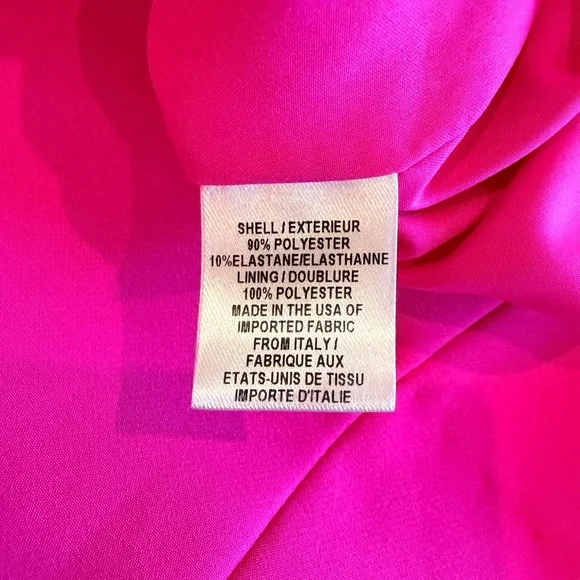 SHELL / EXTERIEUR
90% POLYESTER
10%ELASTANE/ELASTHANNE
LINING / DOUBLURE
100% POLYESTER
MADE IN THE USA OF
IMPORTED FABRIC
FROM ITALY /
FABRIQUE AUX
ETATS-UNIS DE TISSU
IMPORTE D'ITALIE